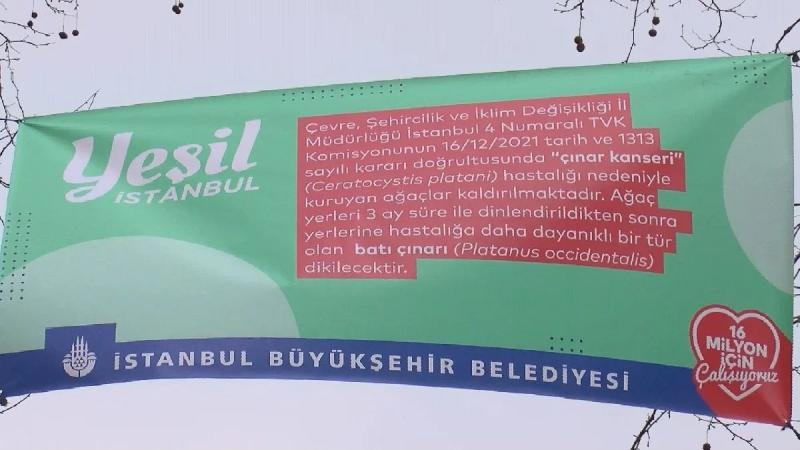 Yeşil
İSTANBUL
Çevre, Şehircilik ve İklim Değişikliği İl
Müdürlüğü İstanbul 4 Numaralı TVK
Komisyonunun 16/12/2021 tarih ve 1313
sayılı kararı doğrultusunda "çınar kanseri"
(Ceratocystis platani) hastalığı nedeniyle
kuruyan ağaçlar kaldırılmaktadır. Ağaç
yerleri 3 ay süre ile dinlendirildikten sonra
yerlerine hastalığa daha dayanıklı bir tür
olan batı çınarı (Platanus occidentalis)
dikilecektir.
İSTANBUL BÜYÜKŞEHİR BELEDİYESİ
16
MİLYON
İÇİN
Çalışıyoruz